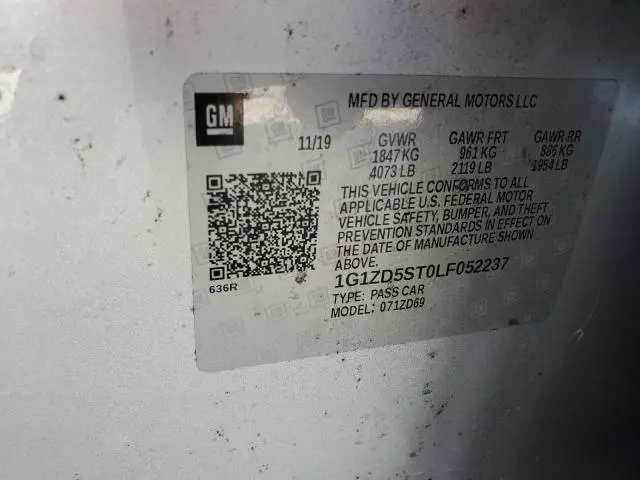 GM
MFD BY GENERAL MOTORS LLC
11/19 GVWR GAWR FRT GAWR RR
1847 KG 961 KG 885 KG
4073 LB 2119 LB 1954 LB
THIS VEHICLE CONFORMS TO ALL
APPLICABLE U.S. FEDERAL MOTOR
VEHICLE SAFETY, BUMPER, AND THEFT
PREVENTION STANDARDS IN EFFECT ON
THE DATE OF MANUFACTURE SHOWN
ABOVE.
636R
1G1ZD5ST0LF052237
TYPE: PASS CAR
MODEL: 071ZD69